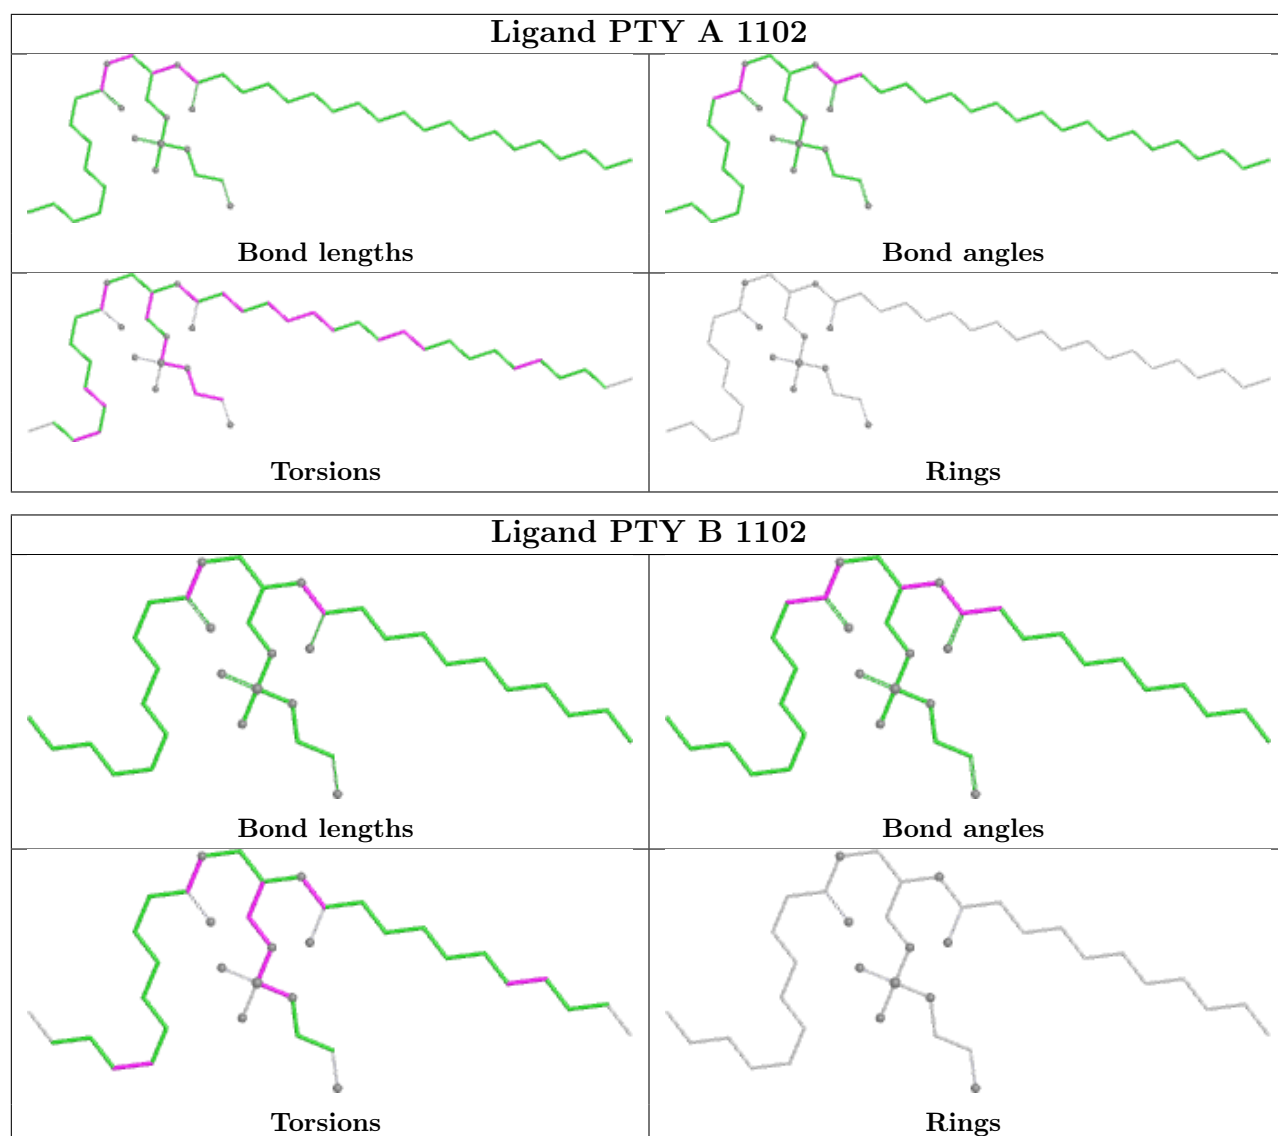 Ligand PTY A 1102
Bond lengths
Bond angles
Torsions
Rings
Ligand PTY B 1102
Bond lengths
Bond angles
Torsions
Rings